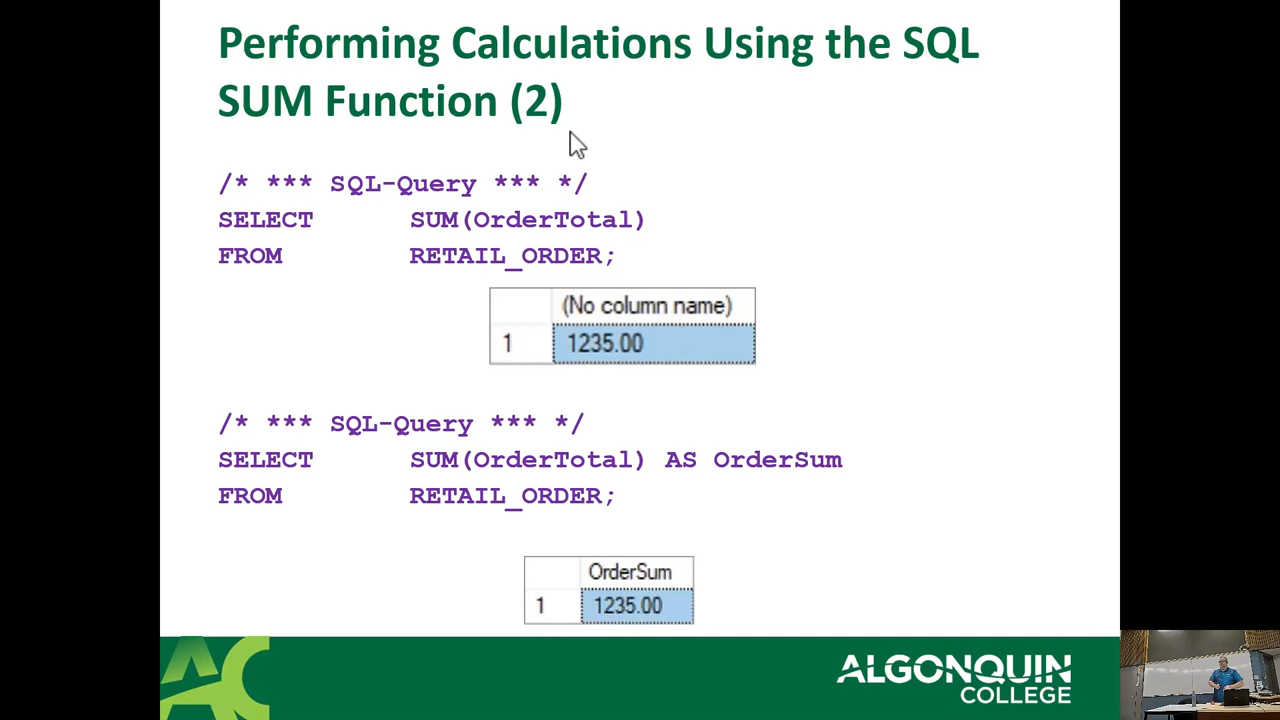 Performing Calculations Using the SQL
SUM Function (2)
/* *** SQL-Query *** */
SELECT SUM(OrderTotal)
FROM RETAIL_ORDER;
(No column name)
1 1235.00
/* *** SQL-Query *** */
SELECT SUM(OrderTotal) AS OrderSum
FROM RETAIL_ORDER;
OrderSum
1 1235.00
AC
ALGONQUIN
COLLEGE